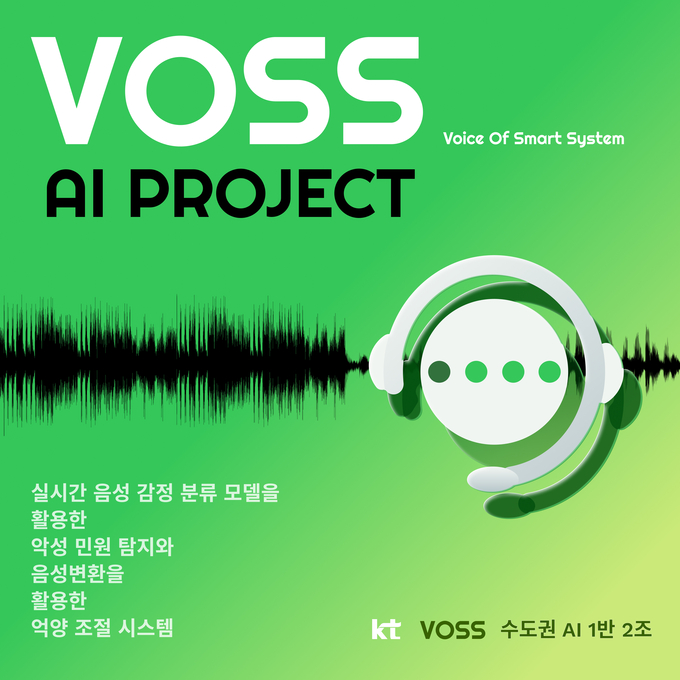 VOSS
Voice Of Smart System
AI PROJECT
실시간 음성 감정 분류 모델을
활용한
악성 민원 탐지와
음성변환을
활용한
억양 조절 시스템
kt VOSS 수도권 AI 1반 2조